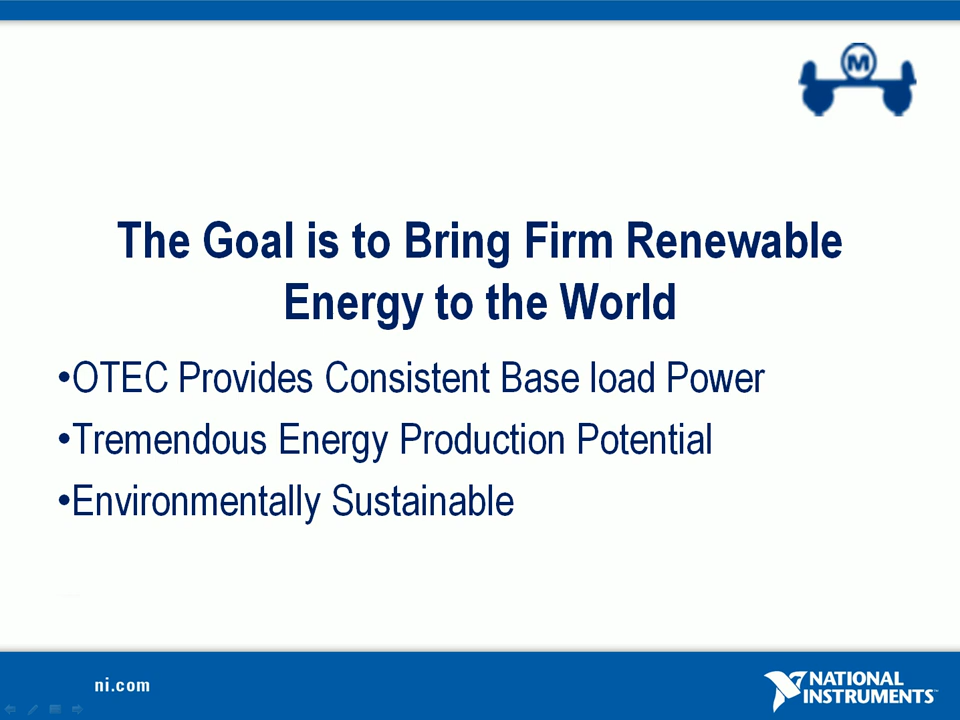 M
The Goal is to Bring Firm Renewable
Energy to the World
•OTEC Provides Consistent Base load Power
•Tremendous Energy Production Potential
•Environmentally Sustainable
ni.com
NATIONAL
INSTRUMENTS™